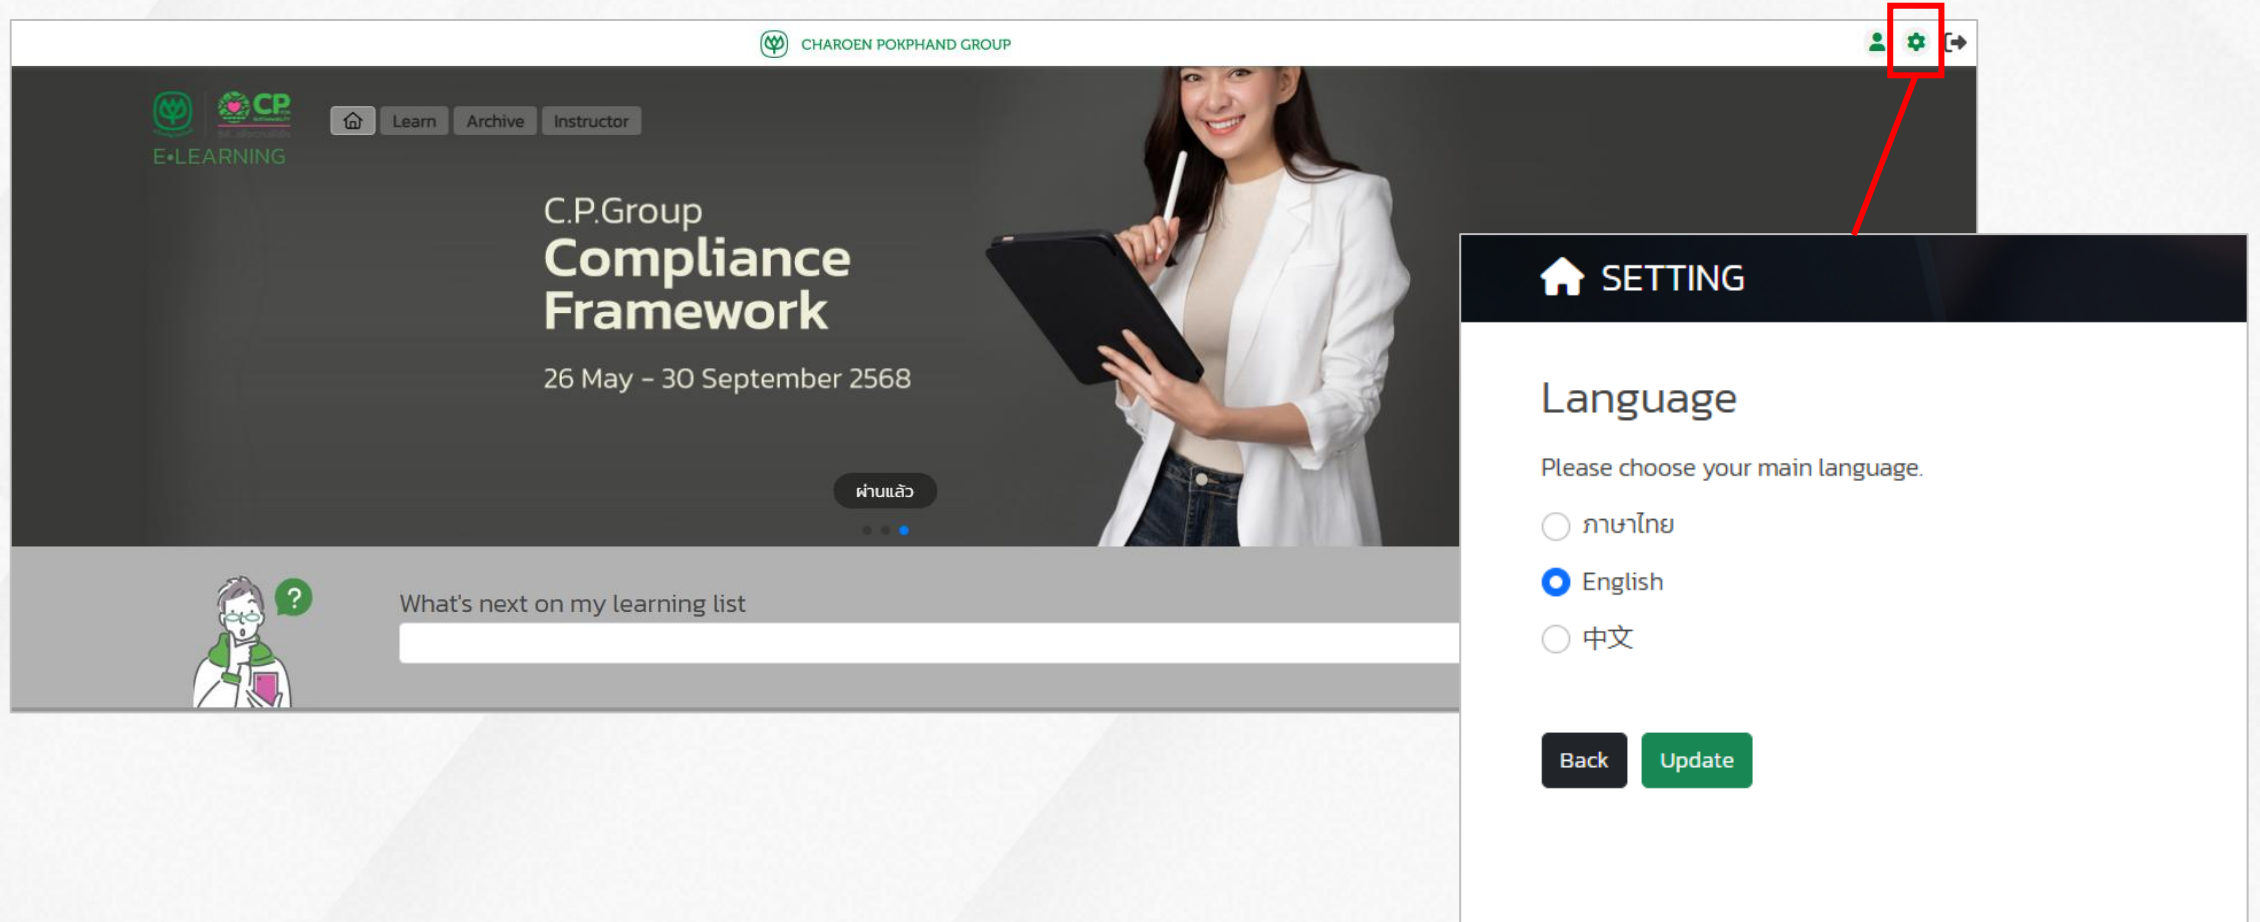 CHAROEN POKPHAND GROUP
CP
E•LEARNING
Learn
Archive
Instructor
C.P.Group
Compliance
Framework
26 May - 30 September 2568
ผ่านแล้ว
?
What's next on my learning list
SETTING
Language
Please choose your main language.
ภาษาไทย
English
中文
Back
Update